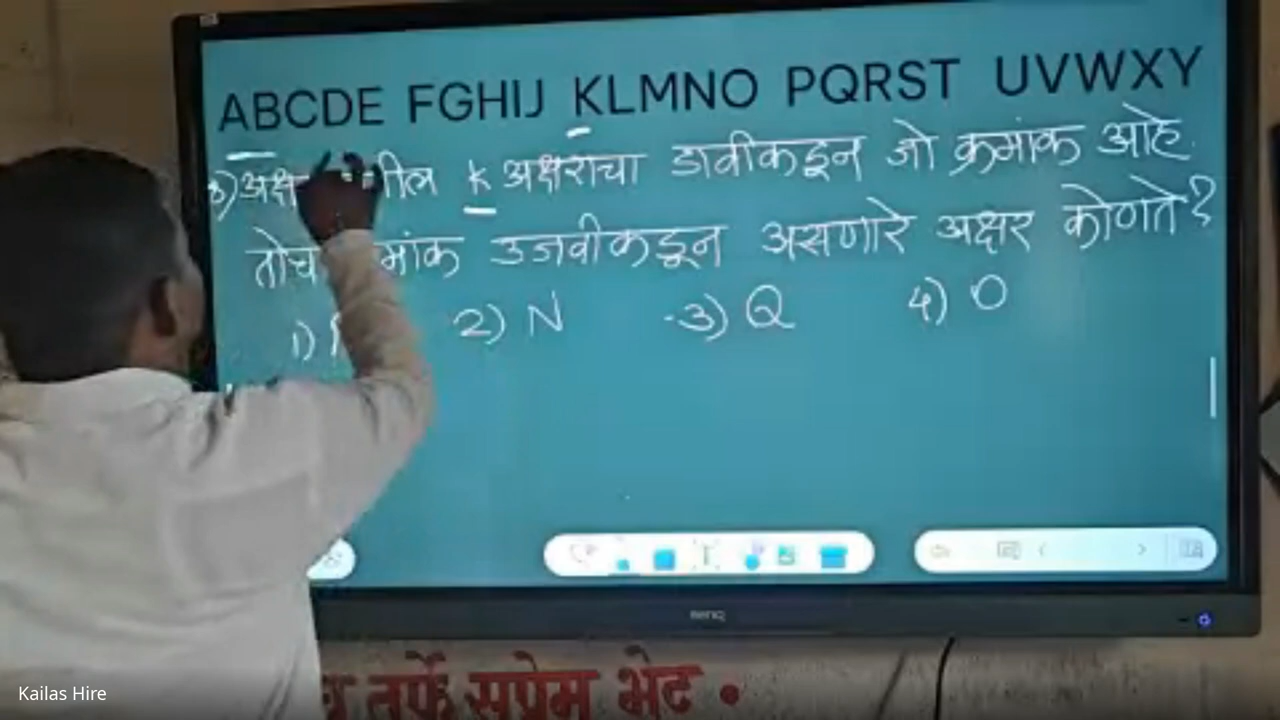 ABCDE FGHIJ KLMNO PQRST UVWXY
K अक्षराचा डावीकडून जो क्रमांक आहे.
तोच उजवीकडून असणारे अक्षर कोणते?
1) 2) N 3) Q 4) O
BENQ
तर्फे सप्रेम भेट •
Kailas Hire